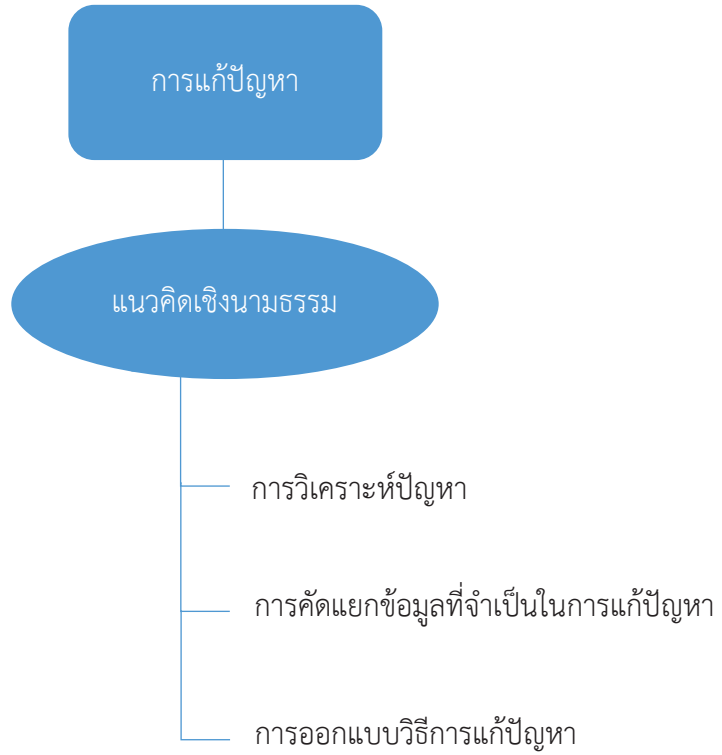 การแก้ปัญหา
แนวคิดเชิงนามธรรม
การวิเคราะห์ปัญหา
การคัดแยกข้อมูลที่จำเป็นในการแก้ปัญหา
การออกแบบวิธีการแก้ปัญหา